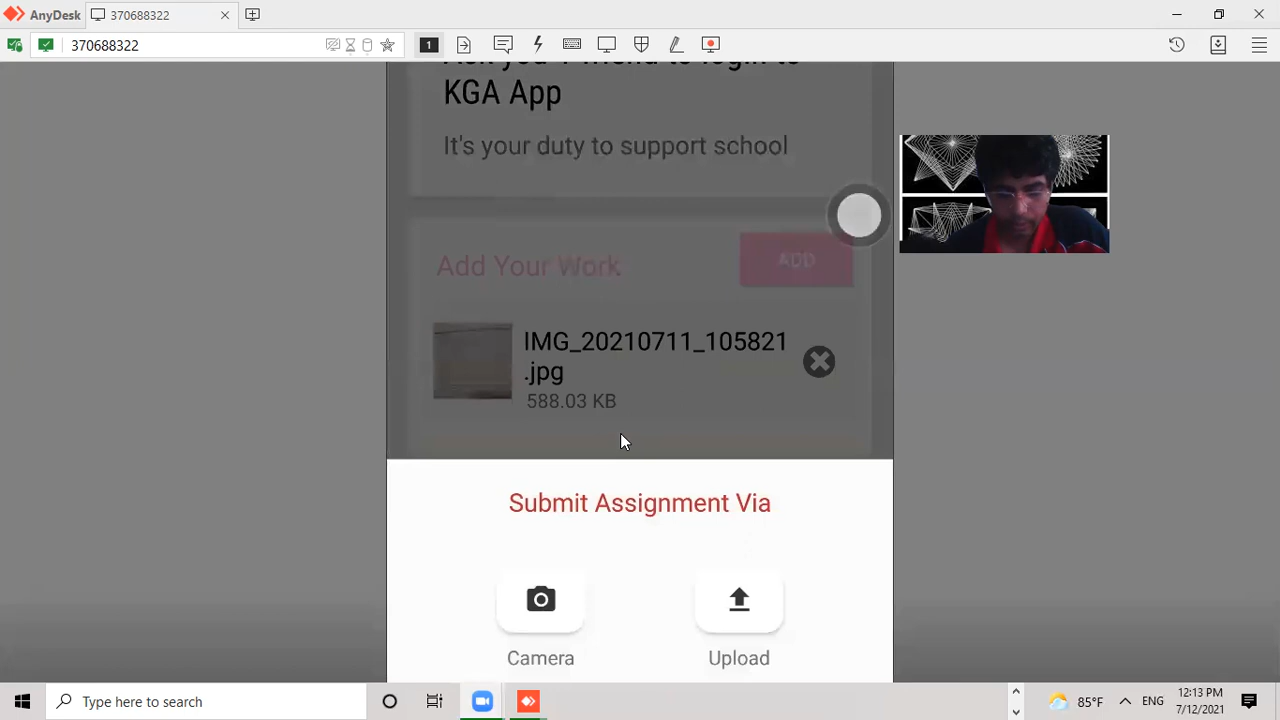 AnyDesk
370688322
370688322
1
KGA App
It's your duty to support school
Add Your Work
ADD
IMG_20210711_105821
.jpg
588.03 KB
Submit Assignment Via
Camera
Upload
Type here to search
85°F
ENG
12:13 PM
7/12/2021